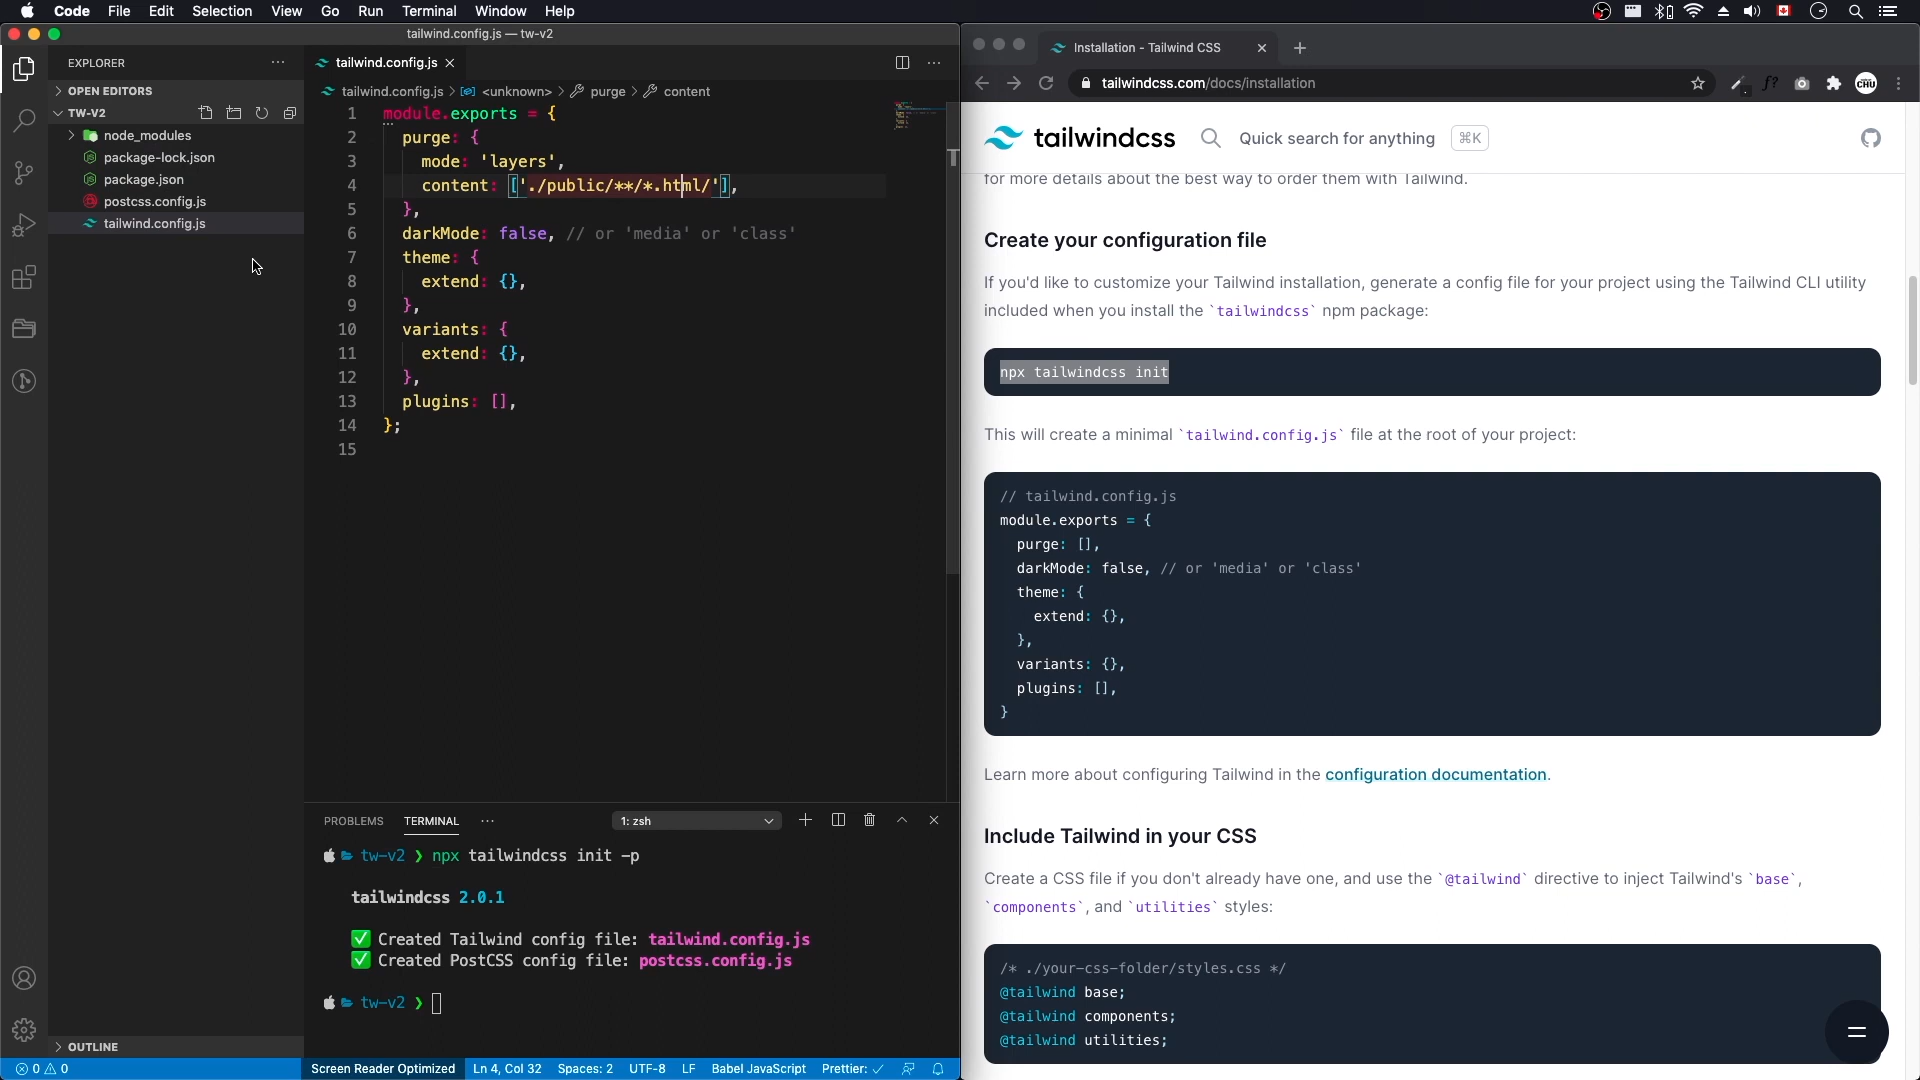 Code File Edit Selection View Go Run Terminal Window Help
tailwind.config.js — tw-v2
EXPLORER
OPEN EDITORS
TW-V2
node_modules
package-lock.json
package.json
postcss.config.js
tailwind.config.js
OUTLINE
tailwind.config.js
tailwind.config.js > <unknown> > purge > content
1 module.exports = {
2 purge: {
3 mode: 'layers',
4 content: ['./public/**/*.html/'],
5 },
6 darkMode: false, // or 'media' or 'class'
7 theme: {
8 extend: {},
9 },
10 variants: {
11 extend: {},
12 },
13 plugins: [],
14 };
15
PROBLEMS TERMINAL ··· 1: zsh
tw-v2 ❯ npx tailwindcss init -p
tailwindcss 2.0.1
✅ Created Tailwind config file: tailwind.config.js
✅ Created PostCSS config file: postcss.config.js
tw-v2 ❯
0 0 Screen Reader Optimized Ln 4, Col 32 Spaces: 2 UTF-8 LF Babel JavaScript Prettier: ✓
Installation - Tailwind CSS
tailwindcss.com/docs/installation
f?
CHU
tailwindcss Quick search for anything ⌘K
for more details about the best way to order them with Tailwind.
Create your configuration file
If you'd like to customize your Tailwind installation, generate a config file for your project using the Tailwind CLI utility
included when you install the `tailwindcss` npm package:
npx tailwindcss init
This will create a minimal `tailwind.config.js` file at the root of your project:
// tailwind.config.js
module.exports = {
purge: [],
darkMode: false, // or 'media' or 'class'
theme: {
extend: {},
},
variants: {},
plugins: [],
}
Learn more about configuring Tailwind in the configuration documentation.
Include Tailwind in your CSS
Create a CSS file if you don't already have one, and use the `@tailwind` directive to inject Tailwind's `base`,
`components`, and `utilities` styles:
/* ./your-css-folder/styles.css */
@tailwind base;
@tailwind components;
@tailwind utilities;